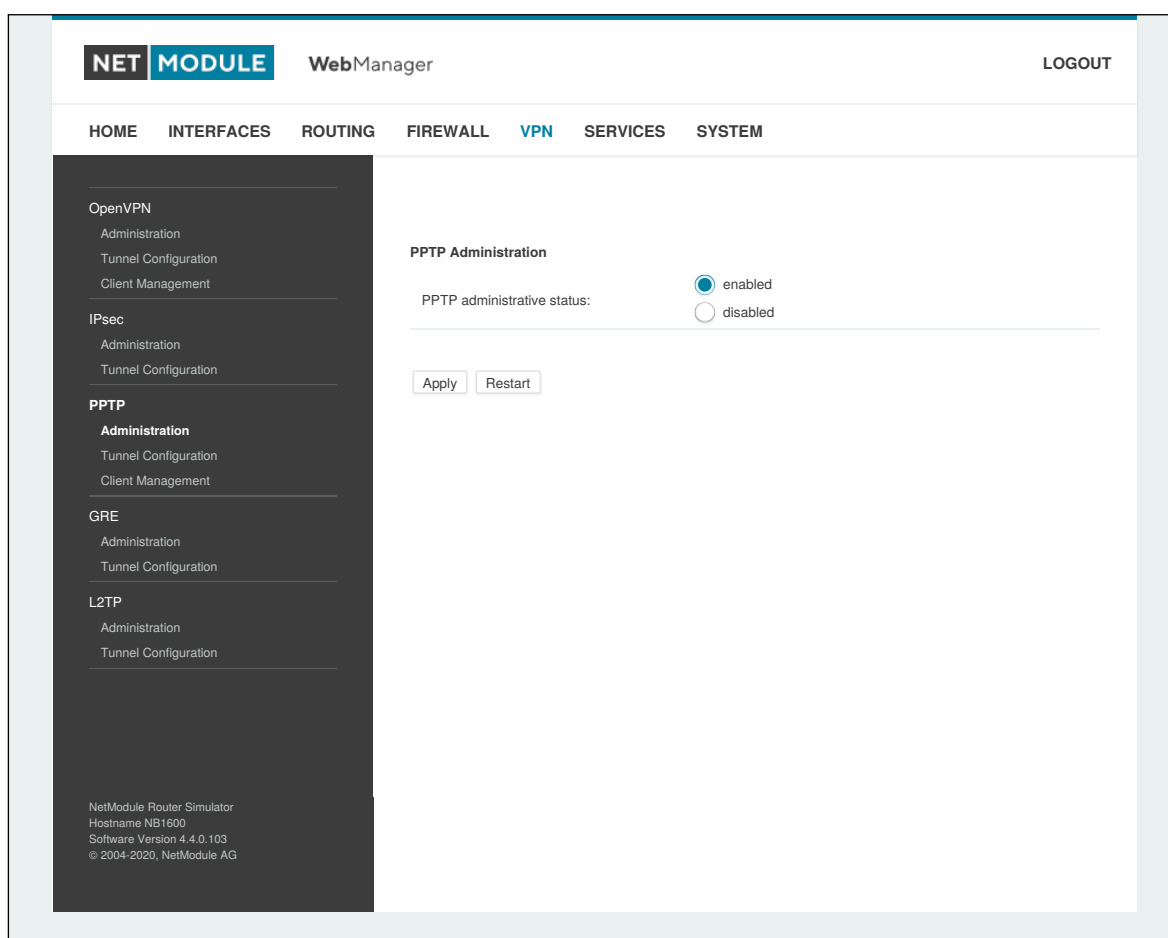 NET MODULE WebManager LOGOUT
HOME INTERFACES ROUTING FIREWALL VPN SERVICES SYSTEM
OpenVPN
Administration
Tunnel Configuration
Client Management
IPsec
Administration
Tunnel Configuration
PPTP
Administration
Tunnel Configuration
Client Management
GRE
Administration
Tunnel Configuration
L2TP
Administration
Tunnel Configuration
NetModule Router Simulator
Hostname NB1600
Software Version 4.4.0.103
© 2004-2020, NetModule AG
PPTP Administration
PPTP administrative status:
enabled
disabled
Apply Restart